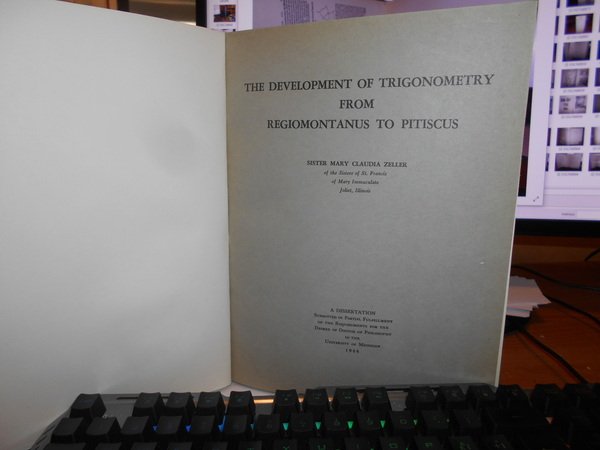 THE DEVELOPMENT OF TRIGONOMETRY
FROM
REGIOMONTANUS TO PITISCUS
SISTER MARY CLAUDIA ZELLER
of the Sisters of St. Francis
of Mary Immaculate
Joliet, Illinois
A DISSERTATION
SUBMITTED IN PARTIAL FULFILLMENT
OF THE REQUIREMENTS FOR THE
DEGREE OF DOCTOR OF PHILOSOPHY
IN THE
UNIVERSITY OF MICHIGAN